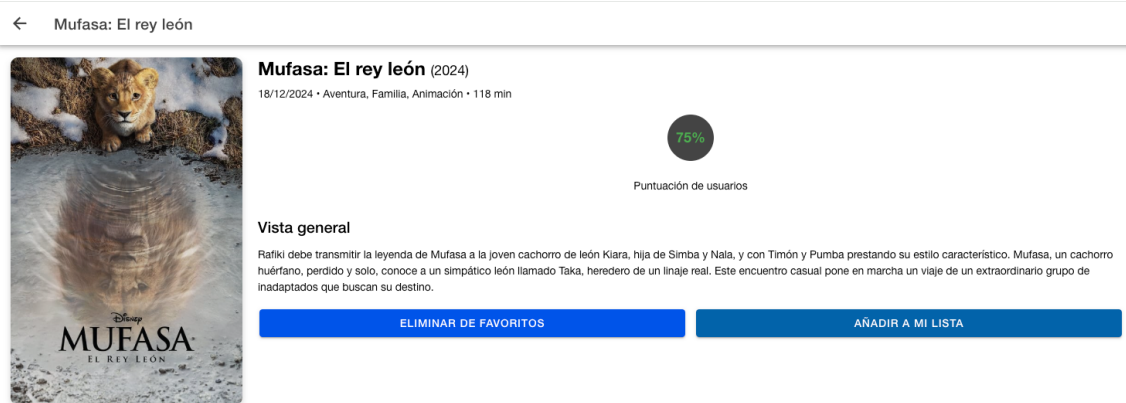 Mufasa: El rey león
Mufasa: El rey león (2024)
18/12/2024 • Aventura, Familia, Animación • 118 min
75%
Puntuación de usuarios
Vista general
Rafiki debe transmitir la leyenda de Mufasa a la joven cachorro de león Kiara, hija de Simba y Nala, y con Timón y Pumba prestando su estilo característico. Mufasa, un cachorro
huérfano, perdido y solo, conoce a un simpático león llamado Taka, heredero de un linaje real. Este encuentro casual pone en marcha un viaje de un extraordinario grupo de
inadaptados que buscan su destino.
ELIMINAR DE FAVORITOS
AÑADIR A MI LISTA
Disney
MUFASA
EL REY LEÓN